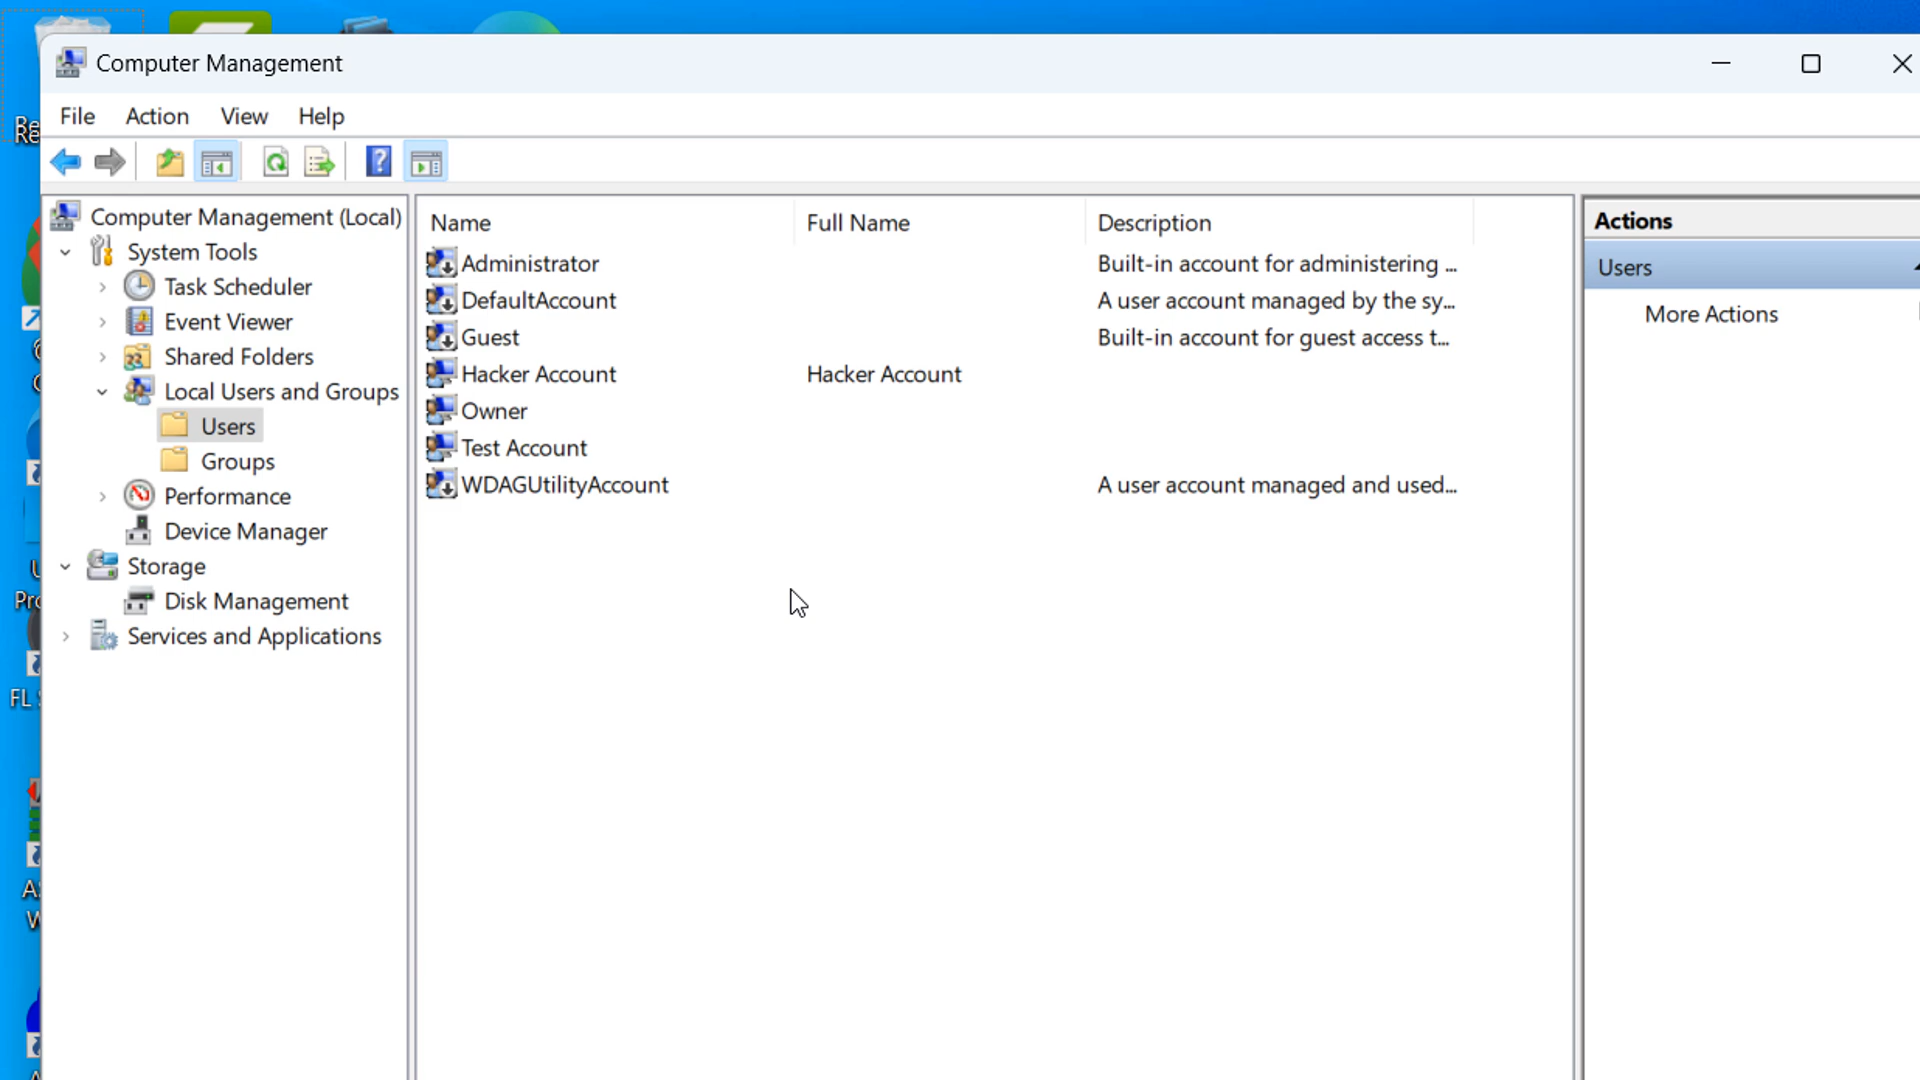 Computer Management
File Action View Help
Computer Management (Local)
System Tools
Task Scheduler
Event Viewer
Shared Folders
Local Users and Groups
Users
Groups
Performance
Device Manager
Storage
Disk Management
Services and Applications
Name Full Name Description
Administrator Built-in account for administering ...
DefaultAccount A user account managed by the sy...
Guest Built-in account for guest access t...
Hacker Account Hacker Account
Owner
Test Account
WDAGUtilityAccount A user account managed and used...
Actions
Users
More Actions
FL